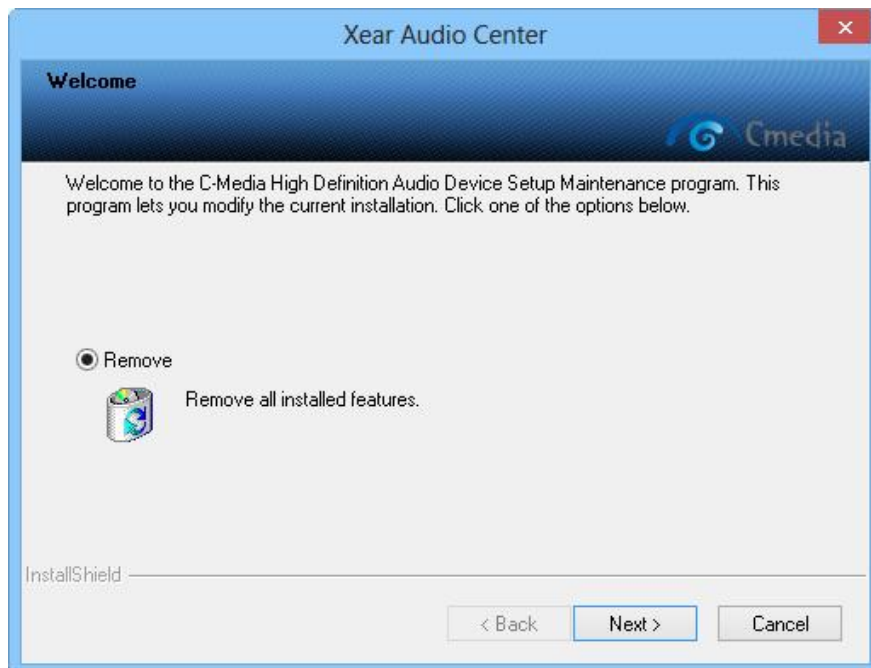 Xear Audio Center
Welcome
Cmedia
Welcome to the C-Media High Definition Audio Device Setup Maintenance program. This
program lets you modify the current installation. Click one of the options below.
Remove
Remove all installed features.
InstallShield
< Back Next > Cancel